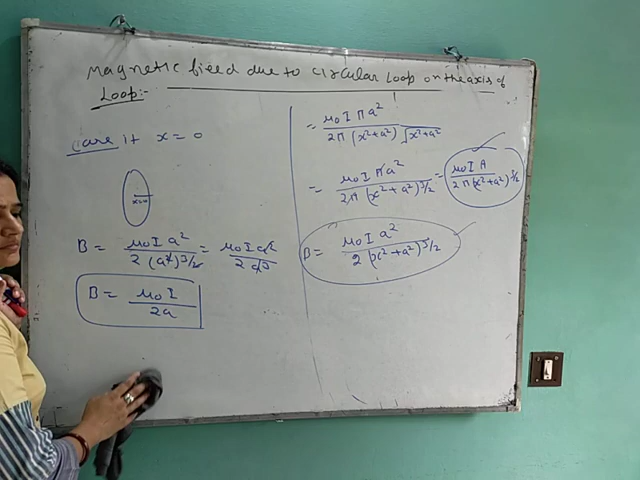 Magnetic field due to circular Loop on the axis of
Loop:-
Case if x = 0
x=0
B = μ0 I a² / 2 (a²)^3/2 = μ0 I a² / 2 a³
B = μ0 I / 2a
= μ0 I π a² / 2π (x²+a²) √x²+a²
= μ0 I π a² / 2π (x²+a²)^3/2 = μ0 I A / 2π (x²+a²)^3/2
B = μ0 I a² / 2 (x²+a²)^3/2